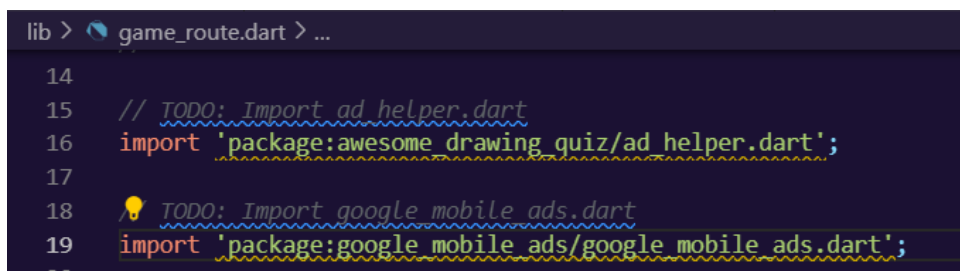 lib > game_route.dart > ...
14
15 // TODO: Import ad_helper.dart
16 import 'package:awesome_drawing_quiz/ad_helper.dart';
17
18 // TODO: Import google_mobile_ads.dart
19 import 'package:google_mobile_ads/google_mobile_ads.dart';